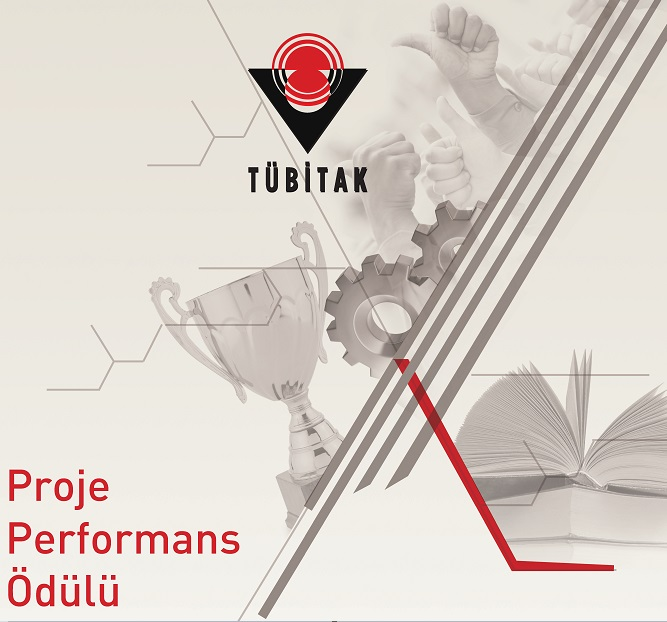 TÜBİTAK
Proje
Performans
Ödülü